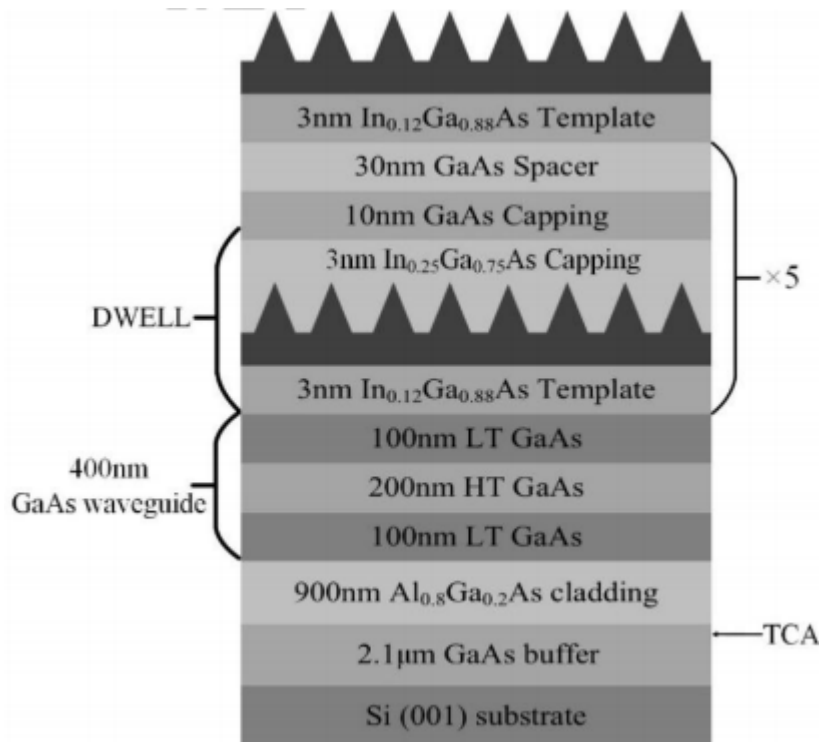 3nm In₀.₁₂Ga₀.₈₈As Template
30nm GaAs Spacer
10nm GaAs Capping
3nm In₀.₂₅Ga₀.₇₅As Capping
×5
DWELL
3nm In₀.₁₂Ga₀.₈₈As Template
100nm LT GaAs
400nm
GaAs waveguide
200nm HT GaAs
100nm LT GaAs
900nm Al₀.₈Ga₀.₂As cladding
TCA
2.1μm GaAs buffer
Si (001) substrate